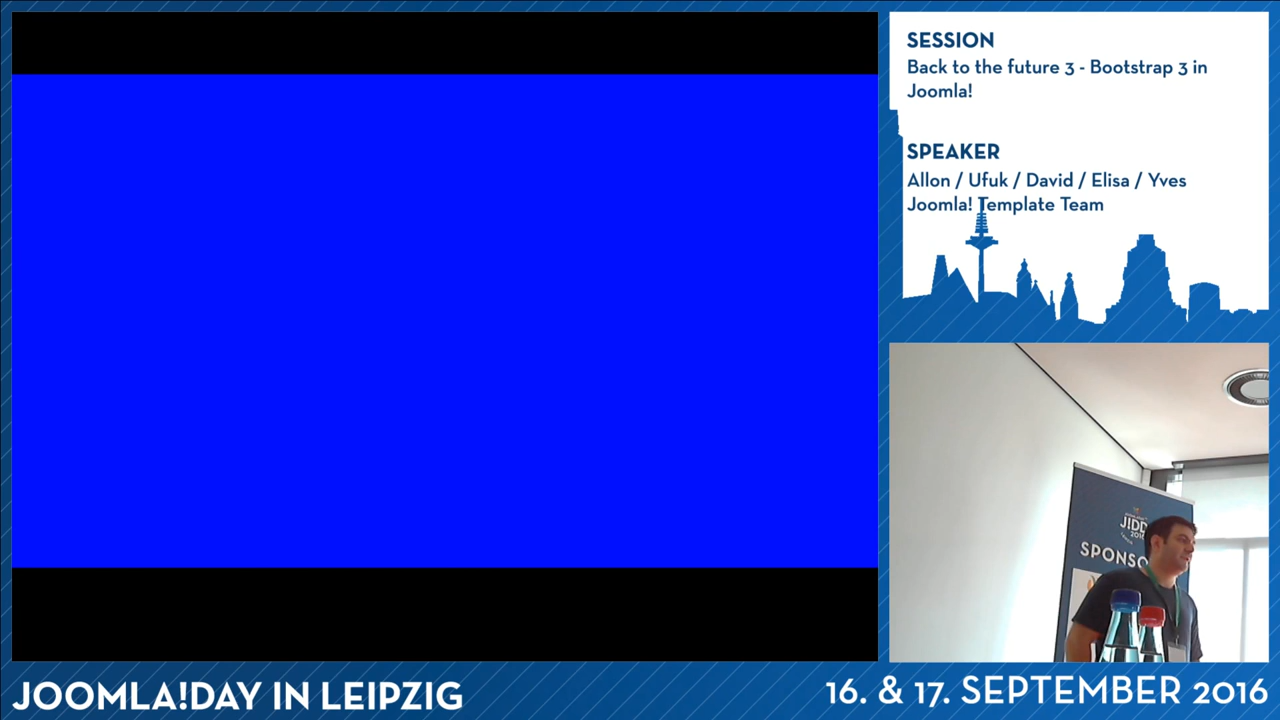 SESSION
Back to the future 3 - Bootstrap 3 in
Joomla!
SPEAKER
Allon / Ufuk / David / Elisa / Yves
Joomla! Template Team
2016
SPONSO
JOOMLA!DAY IN LEIPZIG
16. & 17. SEPTEMBER 2016